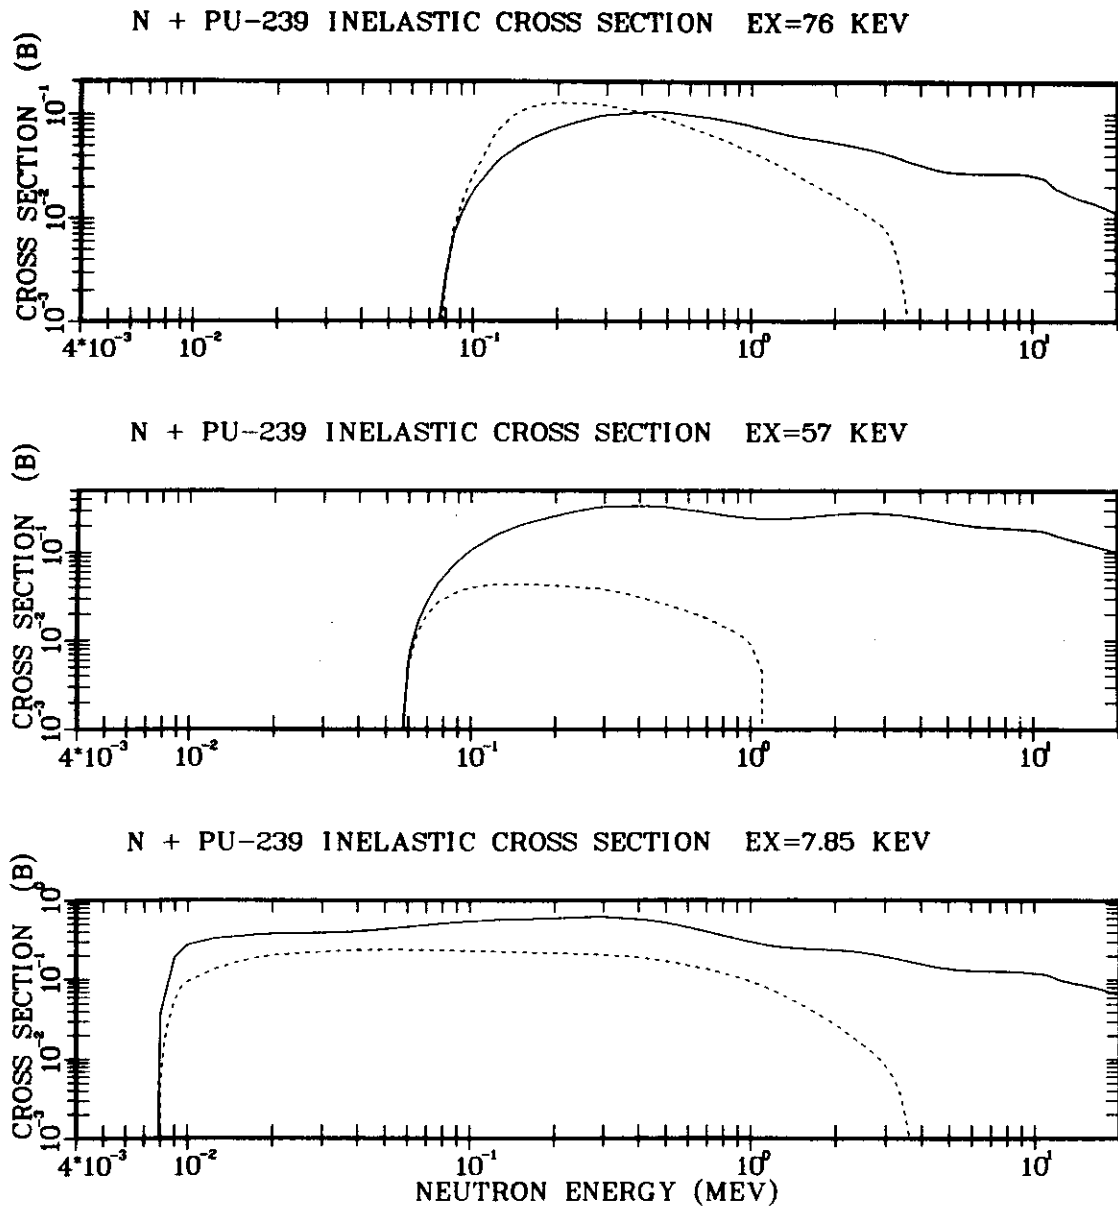 N + PU-239 INELASTIC CROSS SECTION EX=76 KEV
CROSS SECTION (B)
10⁻¹
10⁻²
10⁻³
4*10⁻³ 10⁻² 10⁻¹ 10⁰ 10¹
N + PU-239 INELASTIC CROSS SECTION EX=57 KEV
CROSS SECTION (B)
10⁻¹
10⁻²
10⁻³
4*10⁻³ 10⁻² 10⁻¹ 10⁰ 10¹
N + PU-239 INELASTIC CROSS SECTION EX=7.85 KEV
CROSS SECTION (B)
10⁰
10⁻¹
10⁻²
10⁻³
4*10⁻³ 10⁻² 10⁻¹ 10⁰ 10¹
NEUTRON ENERGY (MEV)